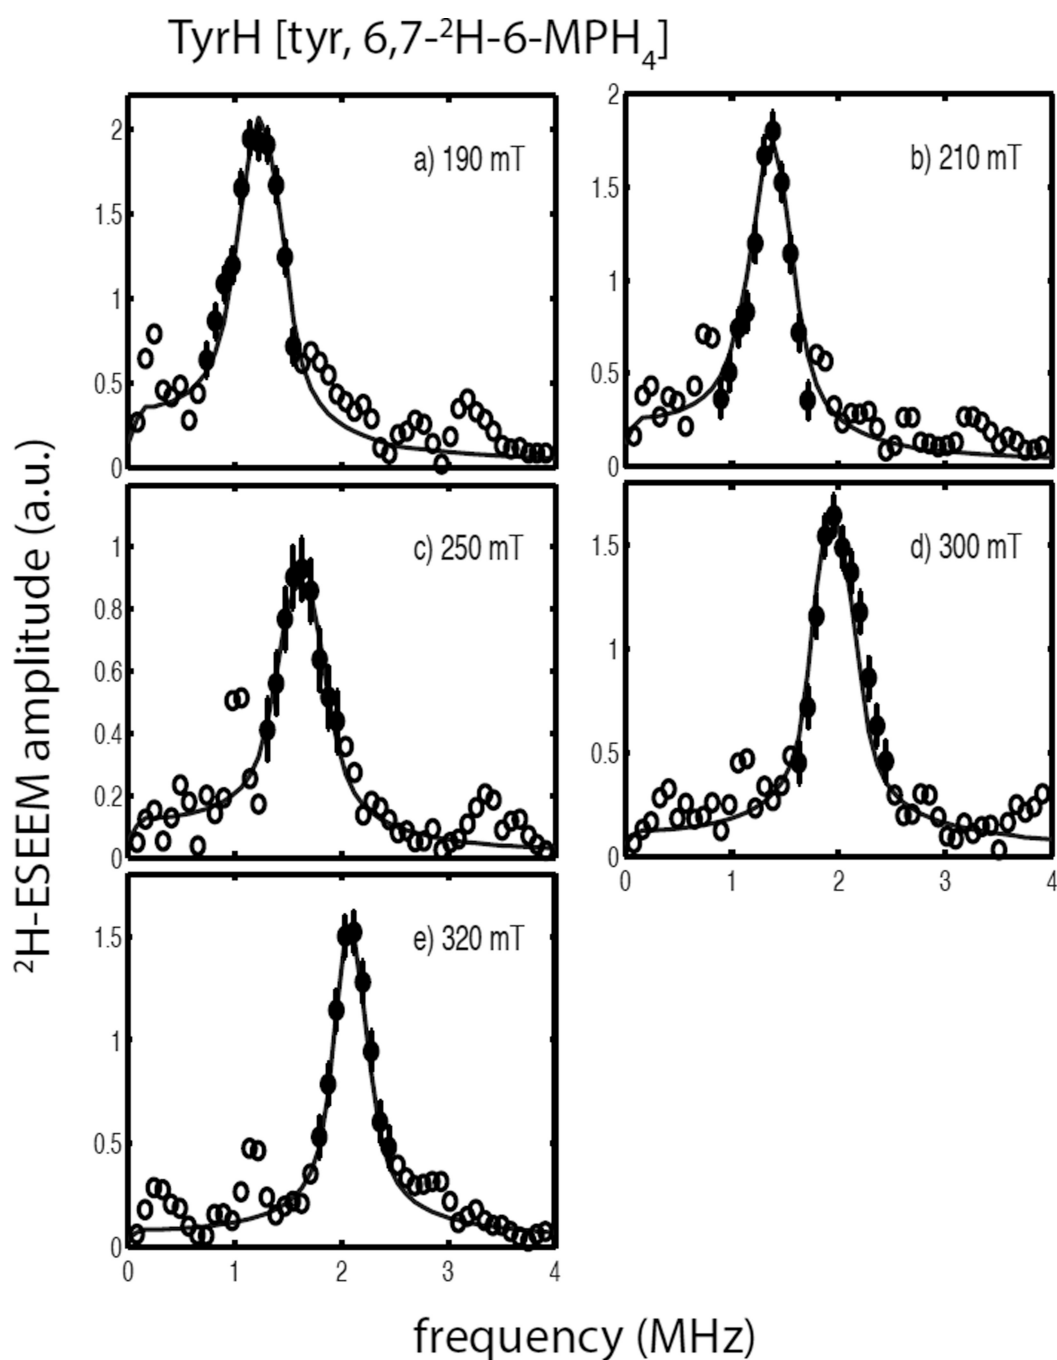 TyrH [tyr, 6,7-²H-6-MPH₄]
a) 190 mT
2
1.5
1
0.5
0
b) 210 mT
2
1.5
1
0.5
0
c) 250 mT
1
0.8
0.6
0.4
0.2
0
d) 300 mT
1.5
1
0.5
0
0 1 2 3 4
e) 320 mT
1.5
1
0.5
0
0 1 2 3 4
²H-ESEEM amplitude (a.u.)
frequency (MHz)